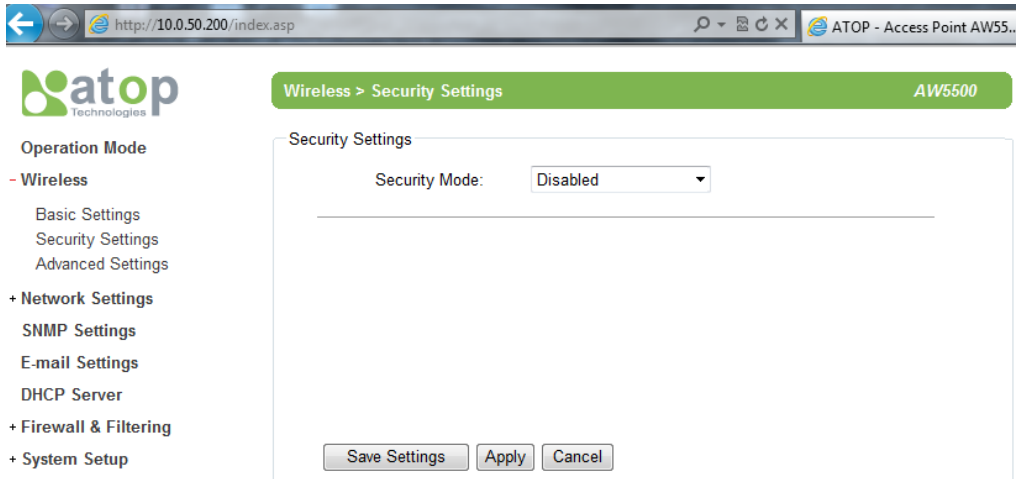 http://10.0.50.200/index.asp
ATOP - Access Point AW55...
atop
Technologies
Wireless > Security Settings
AW5500
Operation Mode
- Wireless
Basic Settings
Security Settings
Advanced Settings
+ Network Settings
SNMP Settings
E-mail Settings
DHCP Server
+ Firewall & Filtering
+ System Setup
Security Settings
Security Mode: Disabled
Save Settings Apply Cancel